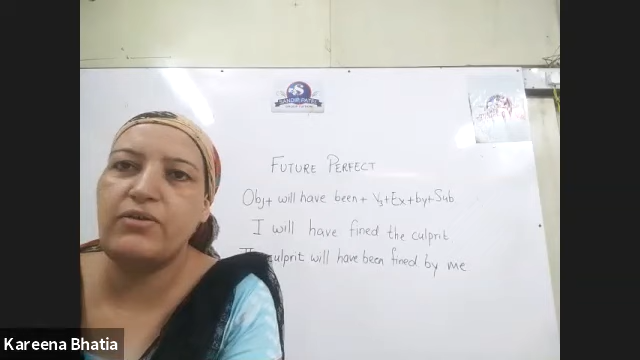 FUTURE PERFECT
Obj+ will have been + V3+Ex+by+Sub
I will have fined the culprit
culprit will have been fined by me
Kareena Bhatia